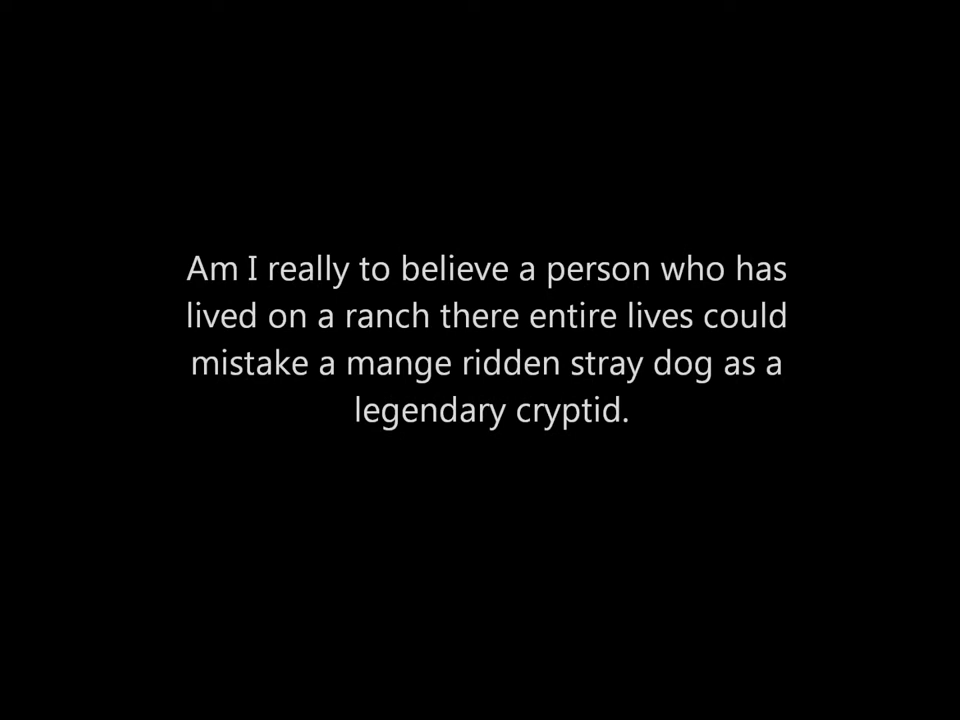 Am I really to believe a person who has
lived on a ranch there entire lives could
mistake a mange ridden stray dog as a
legendary cryptid.